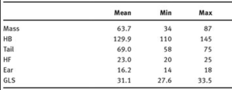 Mean Min Max
Mass 63.7 34 87
HB 129.9 110 145
Tail 69.0 58 75
HF 23.0 20 25
Ear 16.2 14 18
GLS 31.1 27.6 33.5